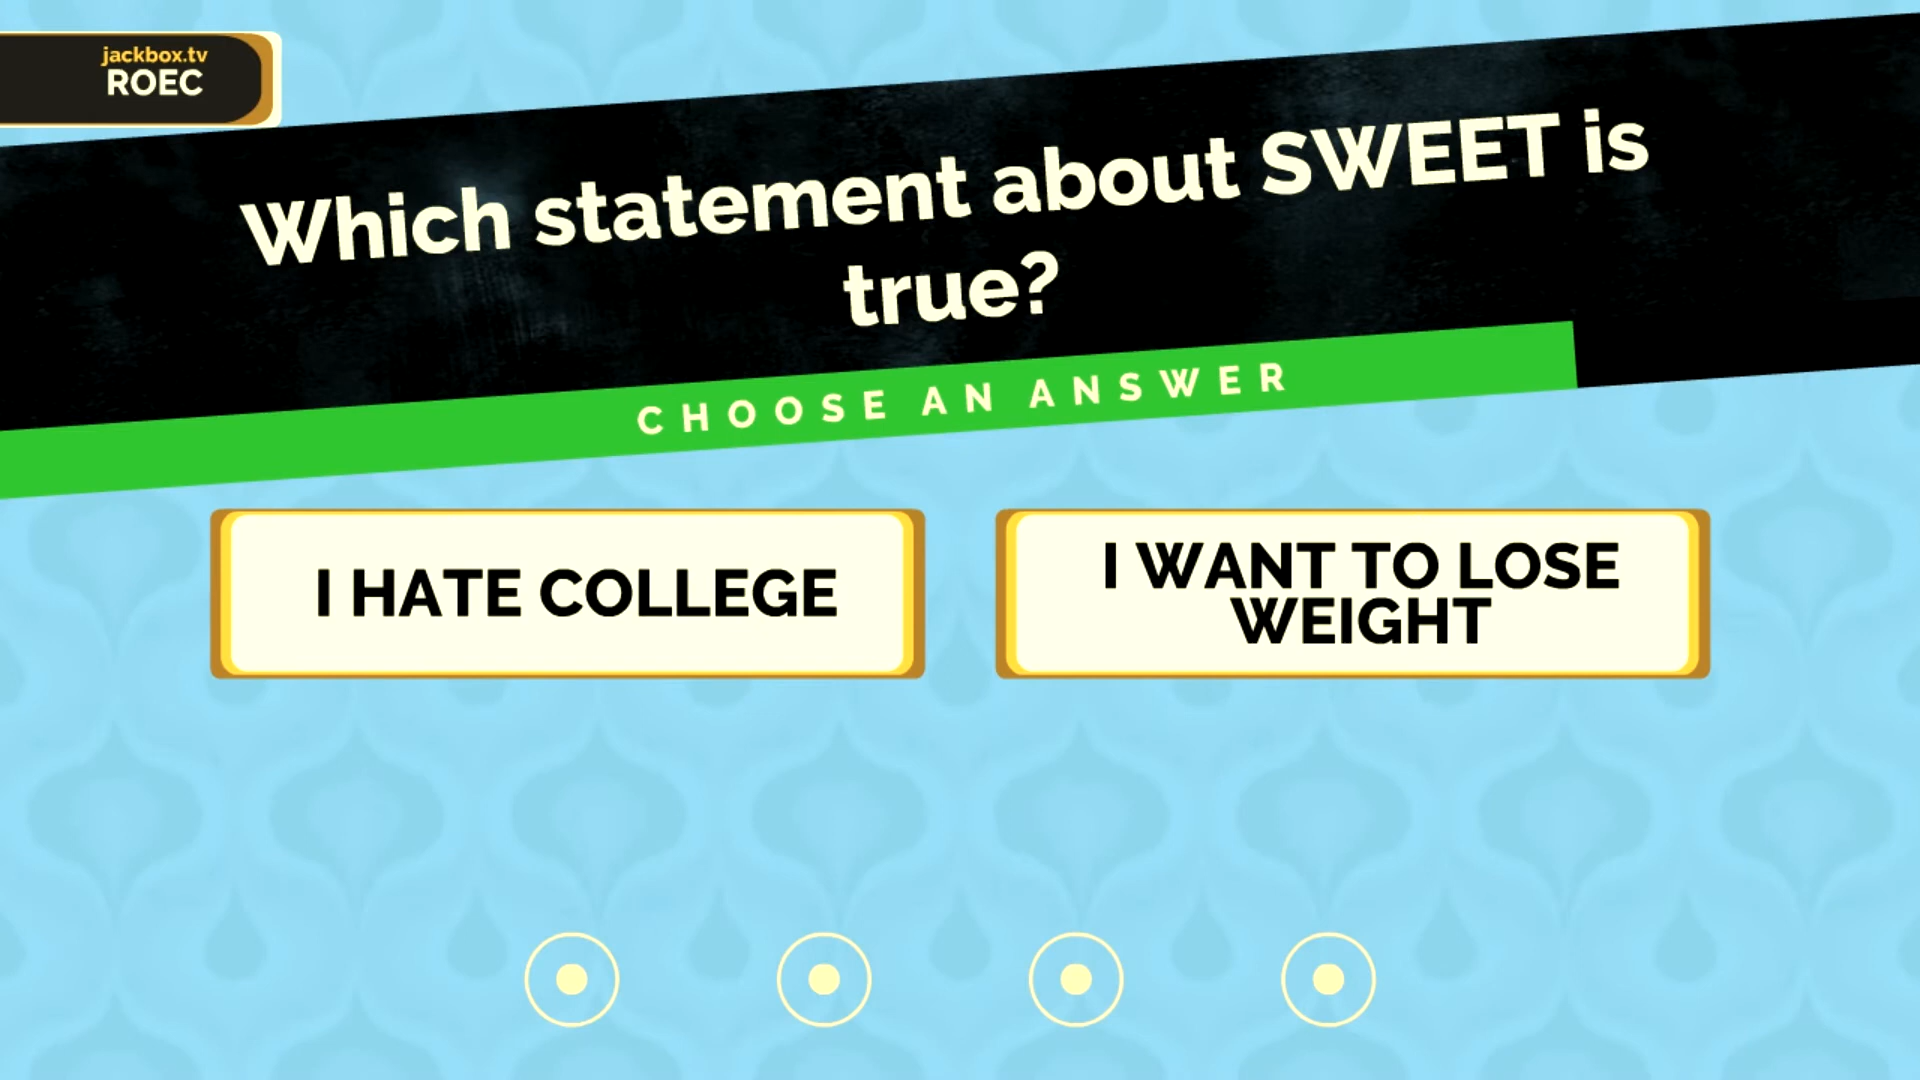 jackbox.tv
ROEC
Which statement about SWEET is
true?
CHOOSE AN ANSWER
I HATE COLLEGE
I WANT TO LOSE
WEIGHT